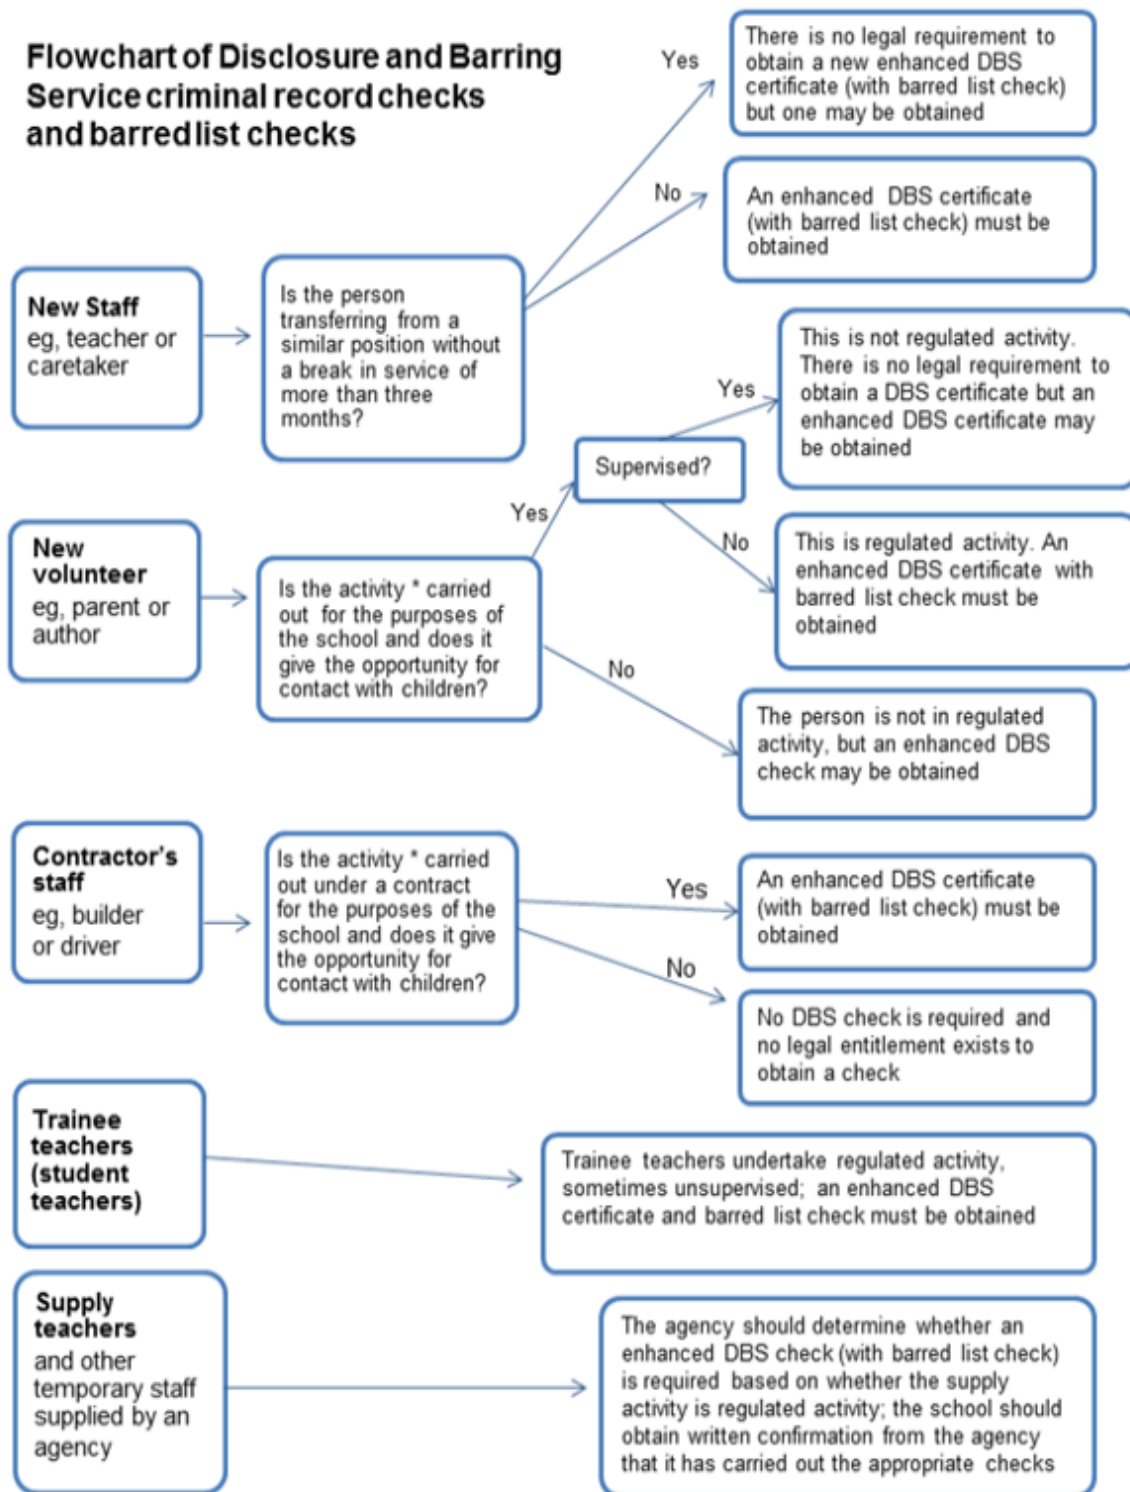 Flowchart of Disclosure and Barring
Service criminal record checks
and barred list checks
New Staff
eg, teacher or
caretaker
Is the person
transferring from a
similar position without
a break in service of
more than three
months?
Yes
There is no legal requirement to
obtain a new enhanced DBS
certificate (with barred list check)
but one may be obtained
No
An enhanced DBS certificate
(with barred list check) must be
obtained
New
volunteer
eg, parent or
author
Is the activity * carried
out for the purposes of
the school and does it
give the opportunity for
contact with children?
Yes
Supervised?
Yes
This is not regulated activity.
There is no legal requirement to
obtain a DBS certificate but an
enhanced DBS certificate may
be obtained
No
This is regulated activity. An
enhanced DBS certificate with
barred list check must be
obtained
No
The person is not in regulated
activity, but an enhanced DBS
check may be obtained
Contractor's
staff
eg, builder
or driver
Is the activity * carried
out under a contract
for the purposes of the
school and does it give
the opportunity for
contact with children?
Yes
An enhanced DBS certificate
(with barred list check) must be
obtained
No
No DBS check is required and
no legal entitlement exists to
obtain a check
Trainee
teachers
(student
teachers)
Trainee teachers undertake regulated activity,
sometimes unsupervised; an enhanced DBS
certificate and barred list check must be obtained
Supply
teachers
and other
temporary staff
supplied by an
agency
The agency should determine whether an
enhanced DBS check (with barred list check)
is required based on whether the supply
activity is regulated activity; the school should
obtain written confirmation from the agency
that it has carried out the appropriate checks